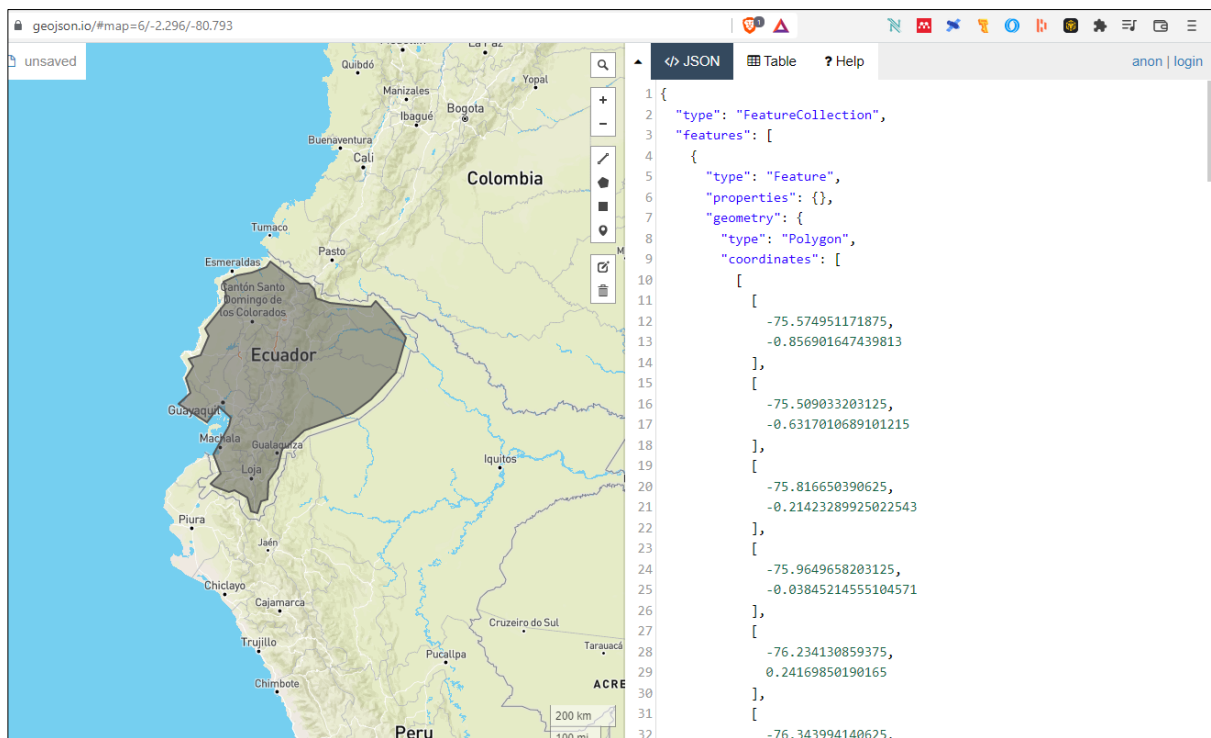 geojson.io/#map=6/-2.296/-80.793
1
unsaved
</> JSON
Table
? Help
anon | login
La Paz
Quibdó
Yopal
Manizales
Bogota
Ibagué
Buenaventura
Cali
Colombia
Tumaco
Pasto
Esmeraldas
Cantón Santo
Domingo de
los Colorados
Ecuador
Guayaquil
Machala
Gualaquiza
Loja
Iquitos
Piura
Jaén
Chiclayo
Cajamarca
Cruzeiro do Sul
Trujillo
Tarauacá
Pucallpa
Chimbote
ACRE
200 km
100 mi
Peru
1 {
2 "type": "FeatureCollection",
3 "features": [
4 {
5 "type": "Feature",
6 "properties": {},
7 "geometry": {
8 "type": "Polygon",
9 "coordinates": [
10 [
11 [
12 -75.574951171875,
13 -0.856901647439813
14 ],
15 [
16 -75.509033203125,
17 -0.6317010689101215
18 ],
19 [
20 -75.816650390625,
21 -0.21423289925022543
22 ],
23 [
24 -75.9649658203125,
25 -0.03845214555104571
26 ],
27 [
28 -76.234130859375,
29 0.24169850190165
30 ],
31 [
32 -76.343994140625,